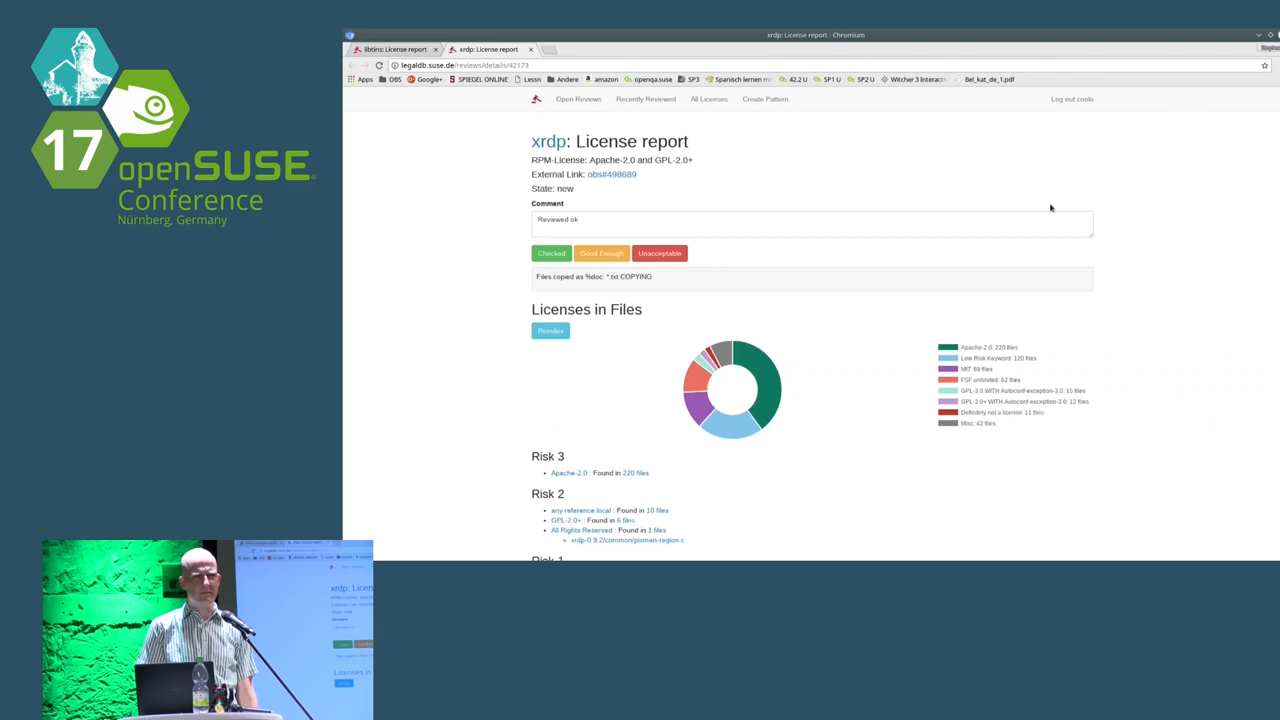 17
openSUSE
Conference
Nürnberg, Germany
xrdp: License report - Chromium
libtins: License report
xrdp: License report
legaldb.suse.de/reviews/details/42173
Apps OBS Google+ SPIEGEL ONLINE Lessn Andere amazon openqa.suse SP3 Spanisch lernen mi 42.2 U SP1 U SP2 U Witcher 3 Interacti Bel_kat_de_1.pdf
Open Reviews Recently Reviewed All Licenses Create Pattern Log out coolo
xrdp: License report
RPM-License: Apache-2.0 and GPL-2.0+
External Link: obs#498689
State: new
Comment
Reviewed ok
Checked Good Enough Unacceptable
Files copied as %doc: *.txt COPYING
Licenses in Files
Reindex
Apache-2.0: 220 files
Low Risk Keyword: 120 files
MIT: 69 files
FSF unlimited: 62 files
GPL-3.0 WITH Autoconf-exception-3.0: 15 files
GPL-2.0+ WITH Autoconf-exception-3.0: 12 files
Definitely not a license: 11 files
Misc: 42 files
Risk 3
Apache-2.0 : Found in 220 files
Risk 2
any reference local : Found in 10 files
GPL-2.0+ : Found in 6 files
All Rights Reserved : Found in 1 files
xrdp-0.9.2/common/pixman-region.c
Risk 1
xrdp: Licen
Licenses in